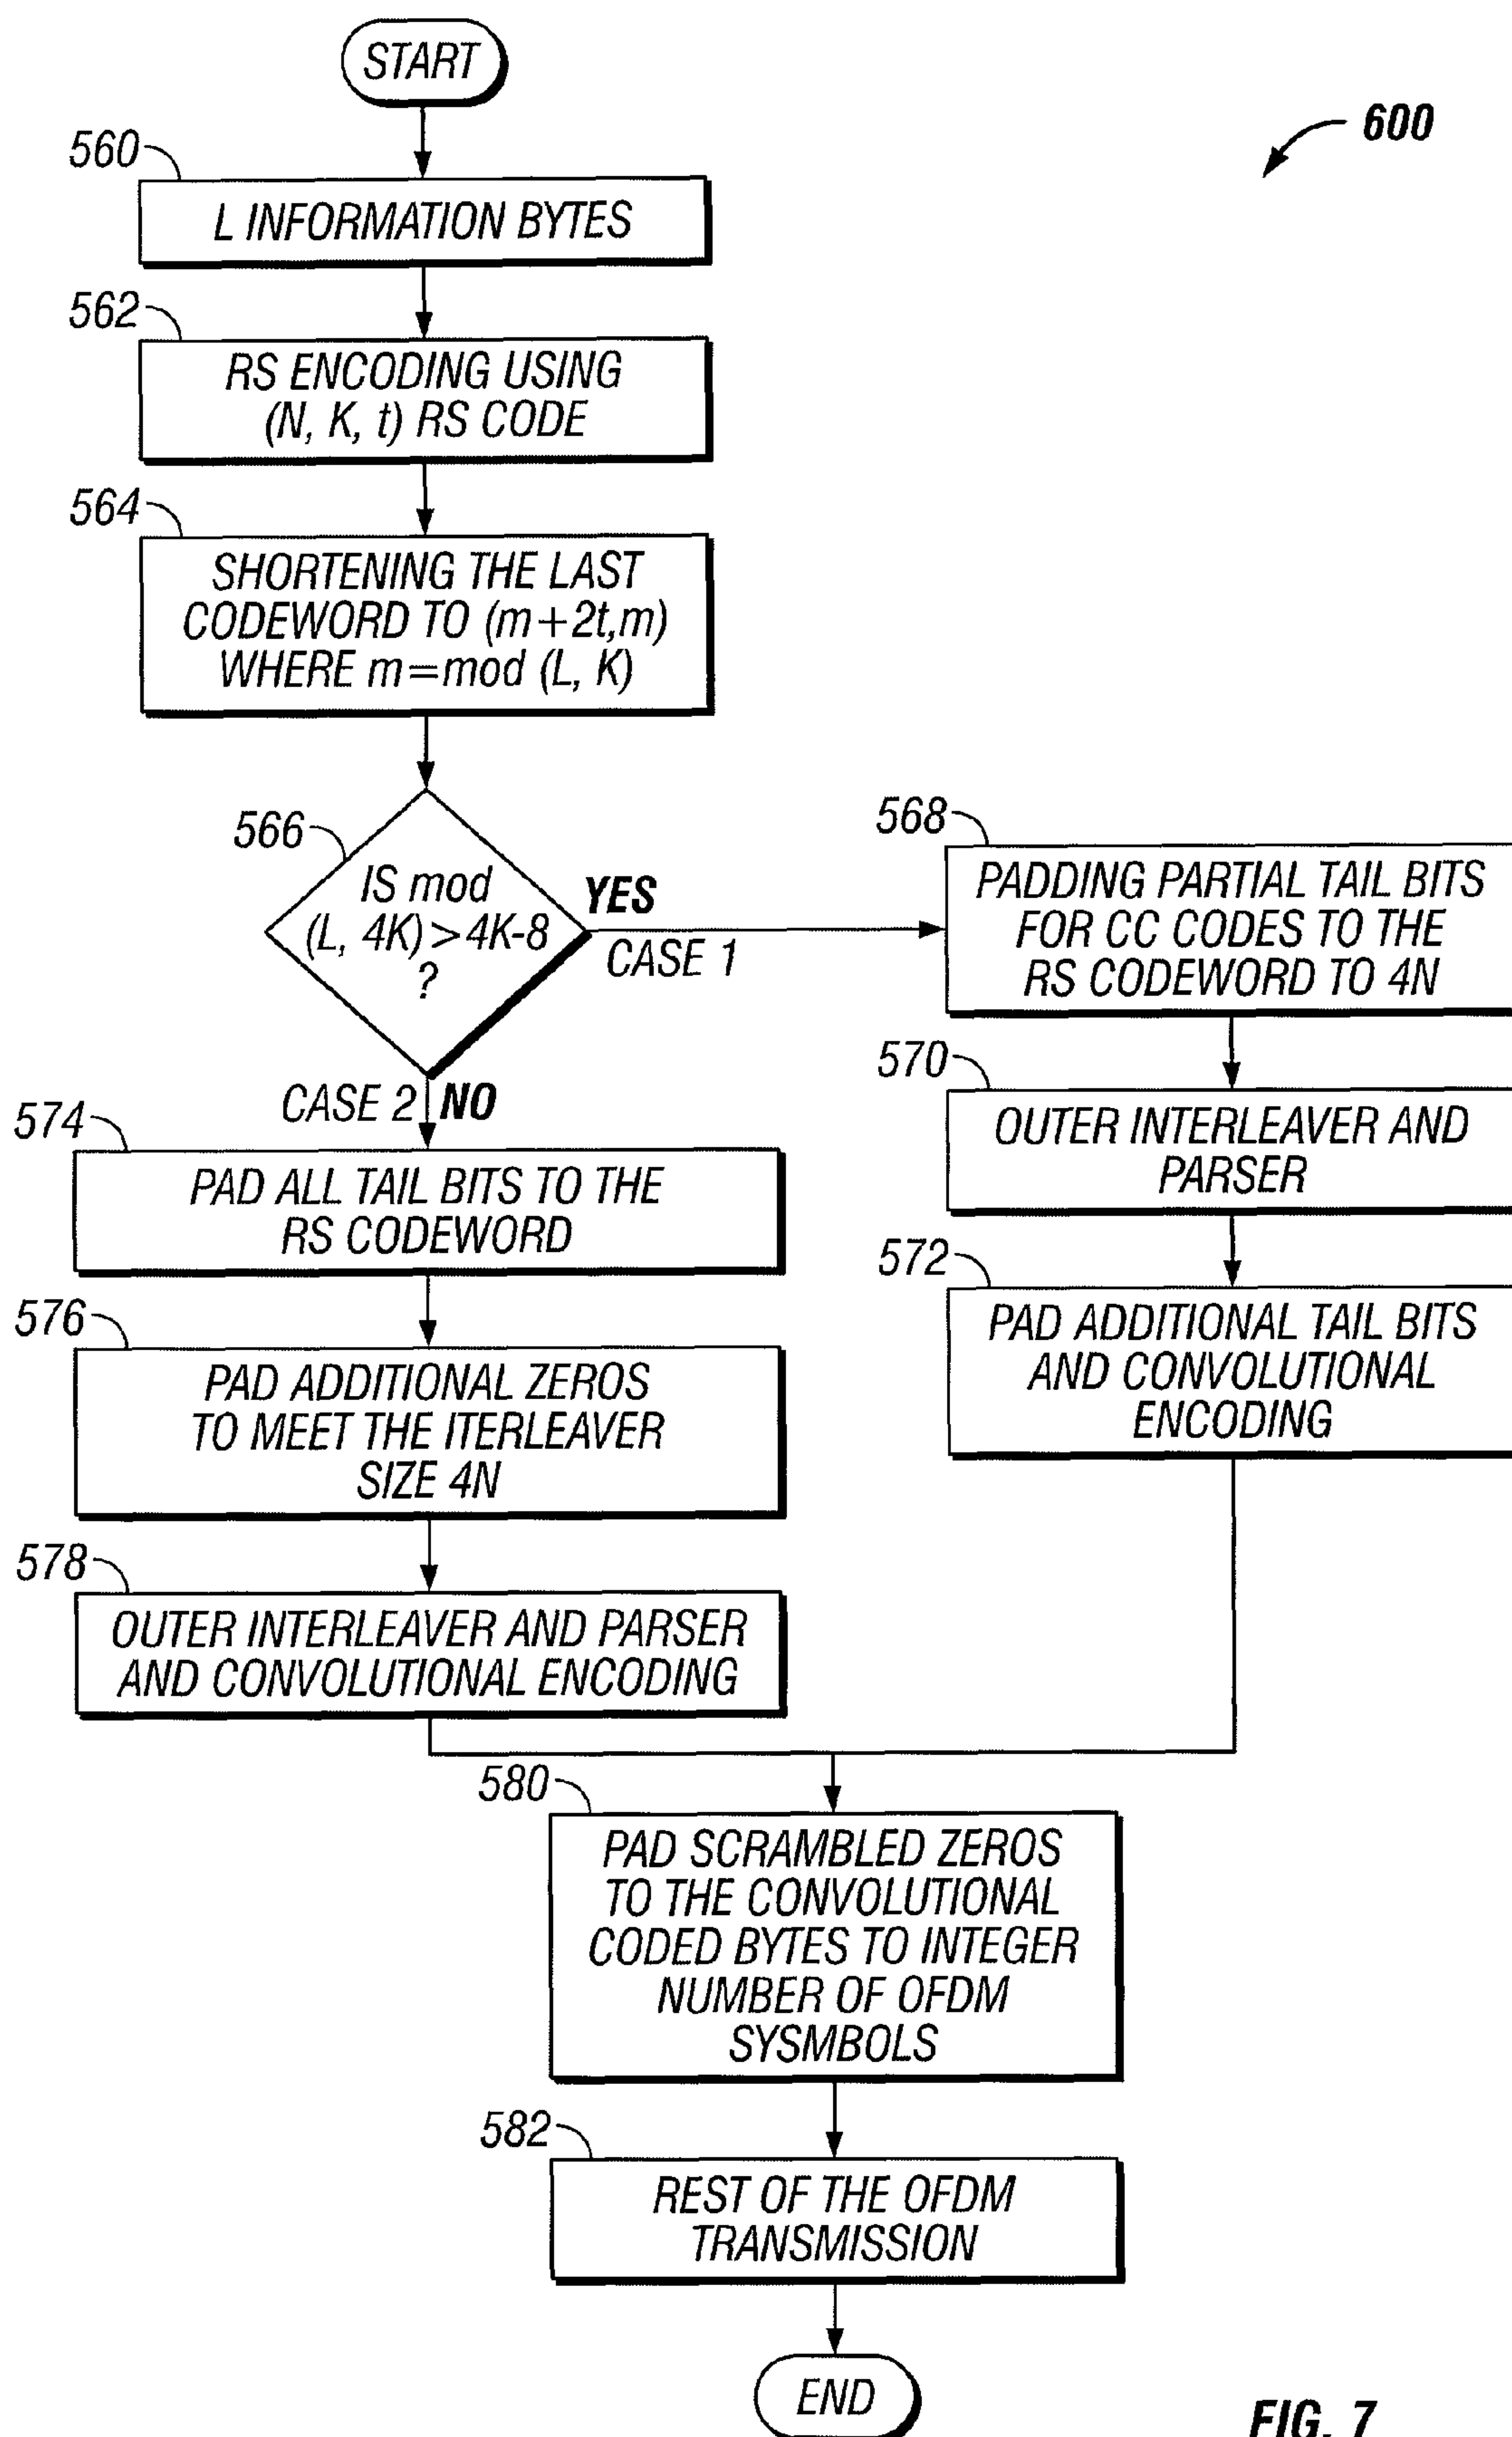 START
600
560
L INFORMATION BYTES
562
RS ENCODING USING
(N, K, t) RS CODE
564
SHORTENING THE LAST
CODEWORD TO (m+2t,m)
WHERE m=mod (L, K)
566
IS mod
(L, 4K)>4K-8
?
YES
CASE 1
568
PADDING PARTIAL TAIL BITS
FOR CC CODES TO THE
RS CODEWORD TO 4N
570
OUTER INTERLEAVER AND
PARSER
572
PAD ADDITIONAL TAIL BITS
AND CONVOLUTIONAL
ENCODING
CASE 2 NO
574
PAD ALL TAIL BITS TO THE
RS CODEWORD
576
PAD ADDITIONAL ZEROS
TO MEET THE ITERLEAVER
SIZE 4N
578
OUTER INTERLEAVER AND PARSER
AND CONVOLUTIONAL ENCODING
580
PAD SCRAMBLED ZEROS
TO THE CONVOLUTIONAL
CODED BYTES TO INTEGER
NUMBER OF OFDM
SYSMBOLS
582
REST OF THE OFDM
TRANSMISSION
END
FIG. 7